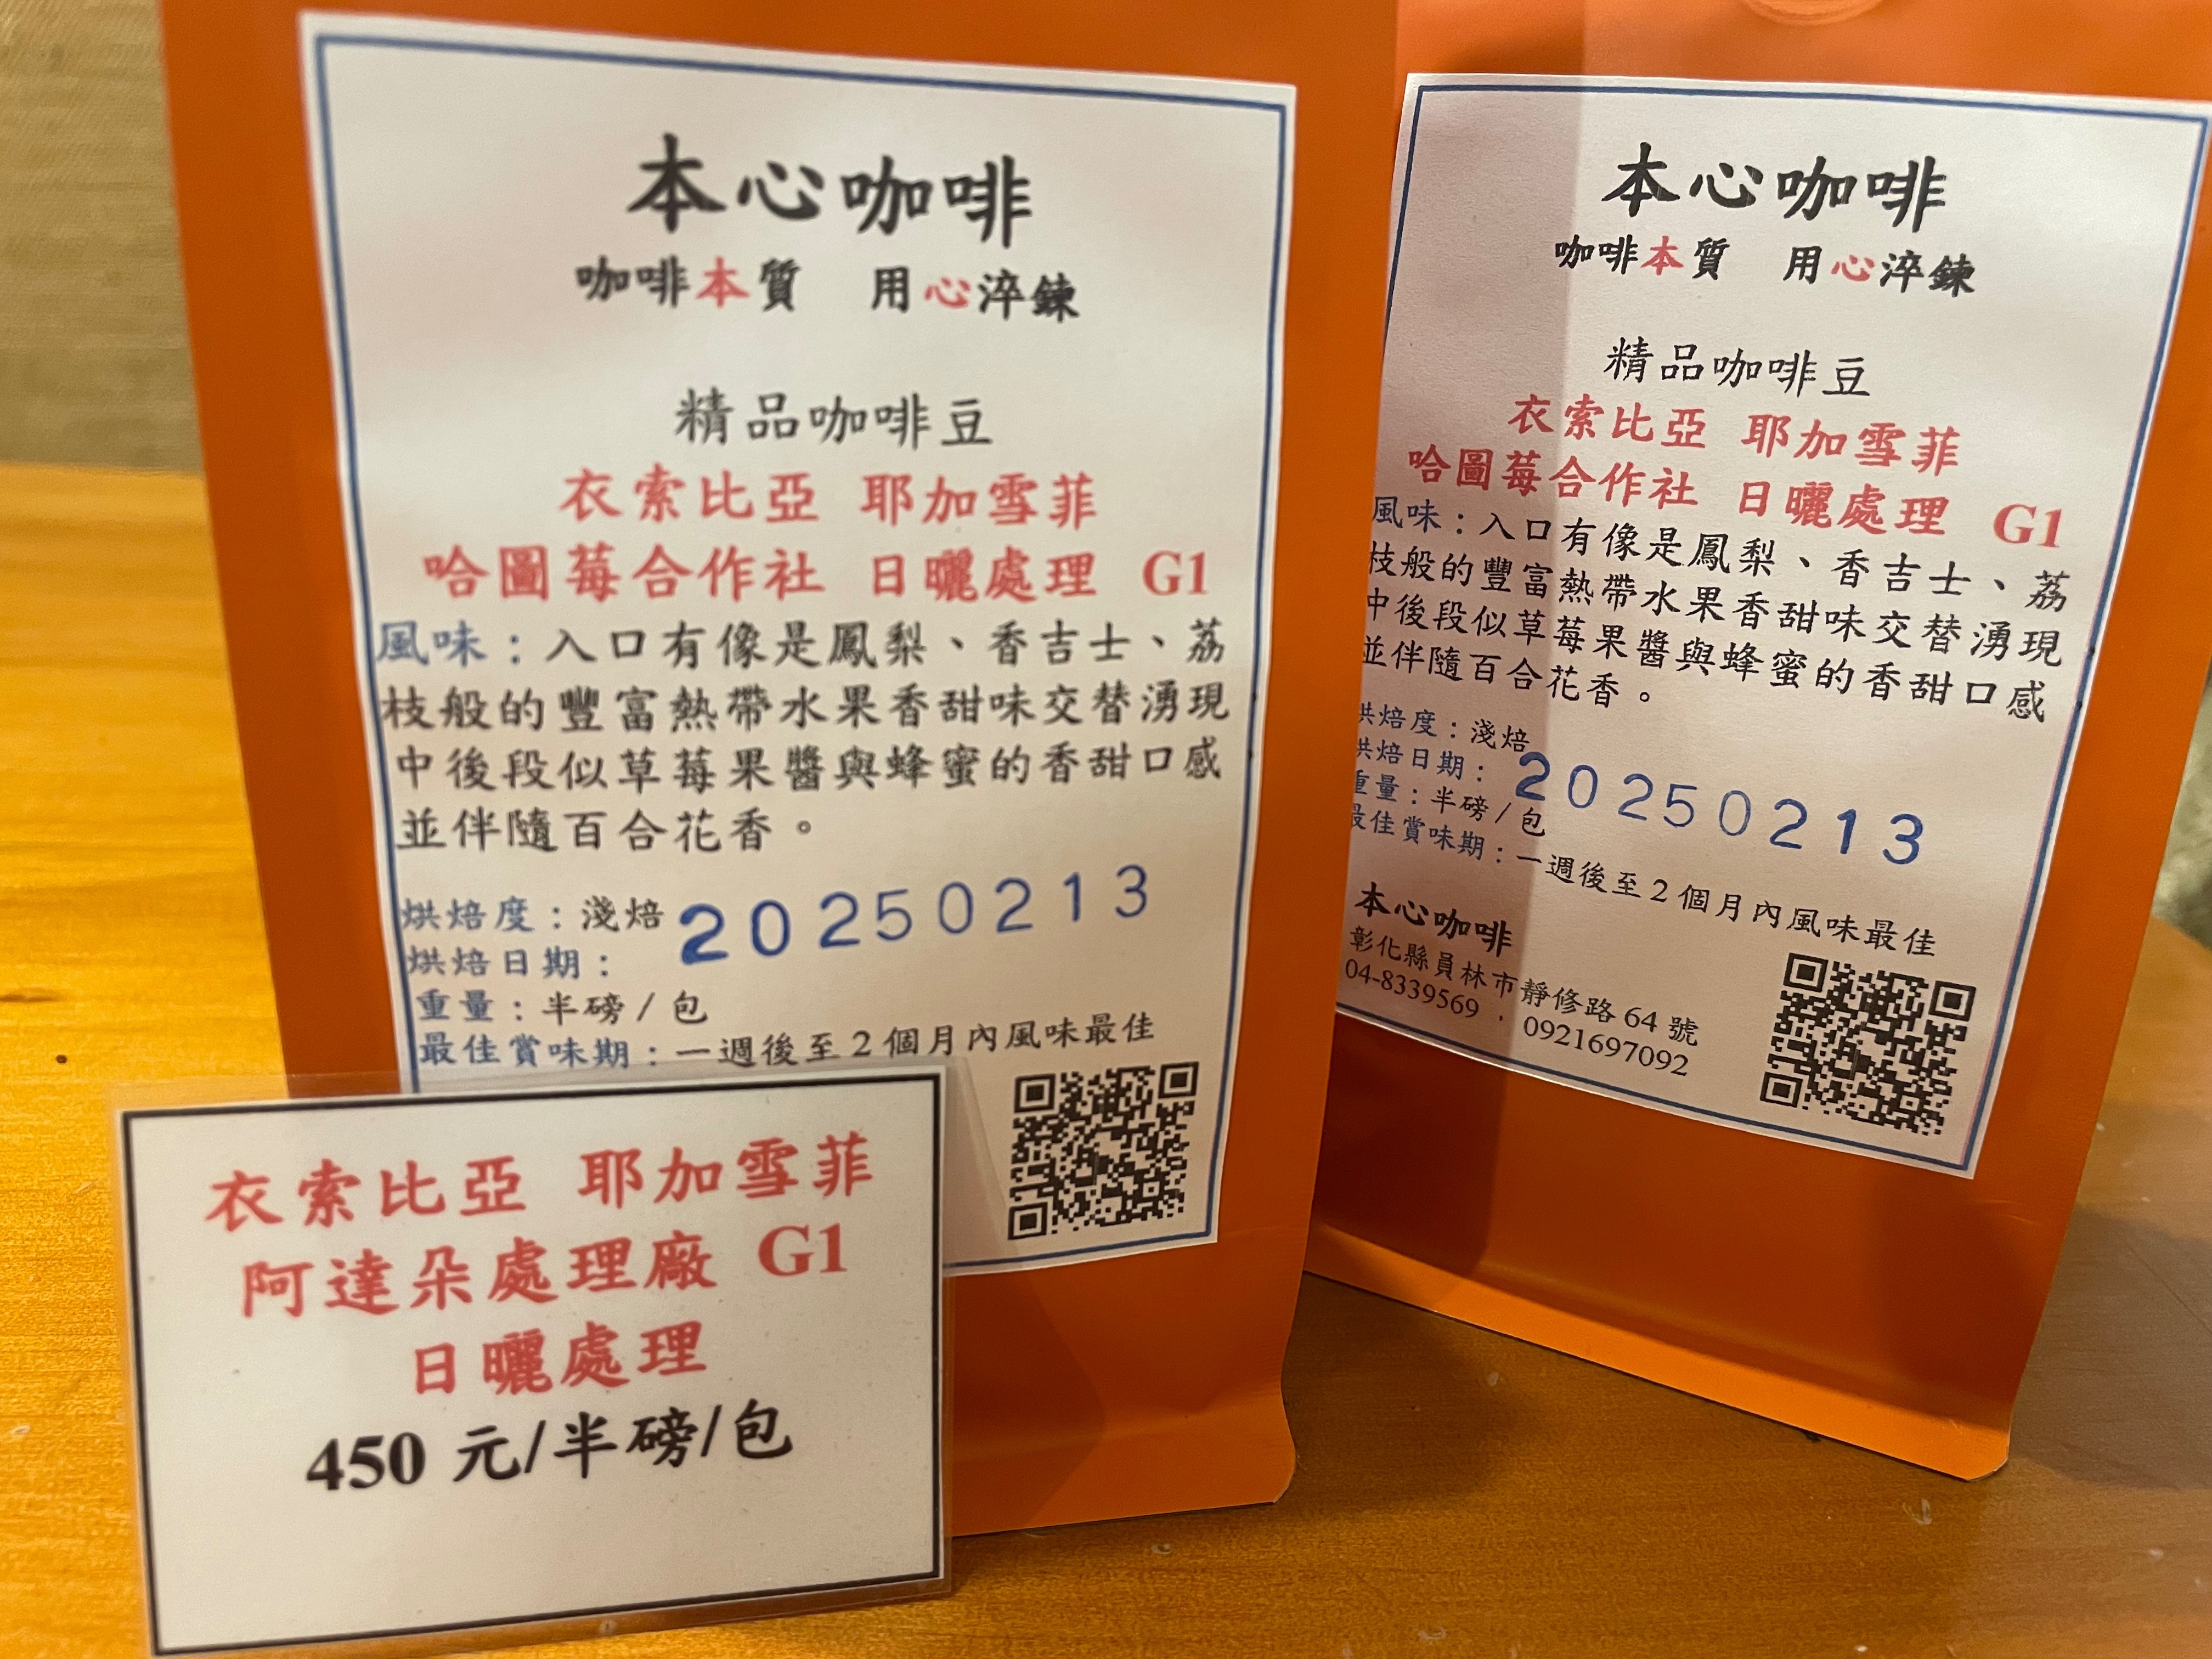 本心咖啡
咖啡本質 用心淬鍊
精品咖啡豆
衣索比亞 耶加雪菲
哈圖莓合作社 日曬處理 G1
風味：入口有像是鳳梨、香吉士、荔
枝般的豐富熱帶水果香甜味交替湧現，
中後段似草莓果醬與蜂蜜的香甜口感，
並伴隨百合花香。
烘焙度：淺焙
烘焙日期： 20250213
重量：半磅/包
最佳賞味期：一週後至2個月內風味最佳
衣索比亞 耶加雪菲
阿達朵處理廠 G1
日曬處理
450 元/半磅/包
本心咖啡
咖啡本質 用心淬鍊
精品咖啡豆
衣索比亞 耶加雪菲
哈圖莓合作社 日曬處理 G1
風味：入口有像是鳳梨、香吉士、荔
枝般的豐富熱帶水果香甜味交替湧現，
中後段似草莓果醬與蜂蜜的香甜口感，
並伴隨百合花香。
烘焙度：淺焙
烘焙日期： 20250213
重量：半磅/包
最佳賞味期：一週後至2個月內風味最佳
本心咖啡
彰化縣員林市靜修路 64 號
04-8339569 ， 0921697092